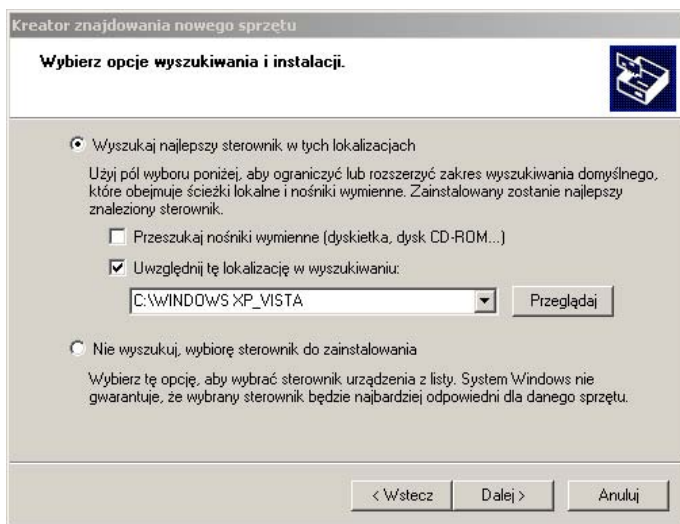 Kreator znajdowania nowego sprzętu
Wybierz opcje wyszukiwania i instalacji.
Wyszukaj najlepszy sterownik w tych lokalizacjach
Użyj pól wyboru poniżej, aby ograniczyć lub rozszerzyć zakres wyszukiwania domyślnego,
które obejmuje ścieżki lokalne i nośniki wymienne. Zainstalowany zostanie najlepszy
znaleziony sterownik.
Przeszukaj nośniki wymienne (dyskietka, dysk CD-ROM...)
Uwzględnij tę lokalizację w wyszukiwaniu:
C:\WINDOWS XP_VISTA
Przeglądaj
Nie wyszukuj, wybiorę sterownik do zainstalowania
Wybierz tę opcję, aby wybrać sterownik urządzenia z listy. System Windows nie
gwarantuje, że wybrany sterownik będzie najbardziej odpowiedni dla danego sprzętu.
< Wstecz
Dalej >
Anuluj